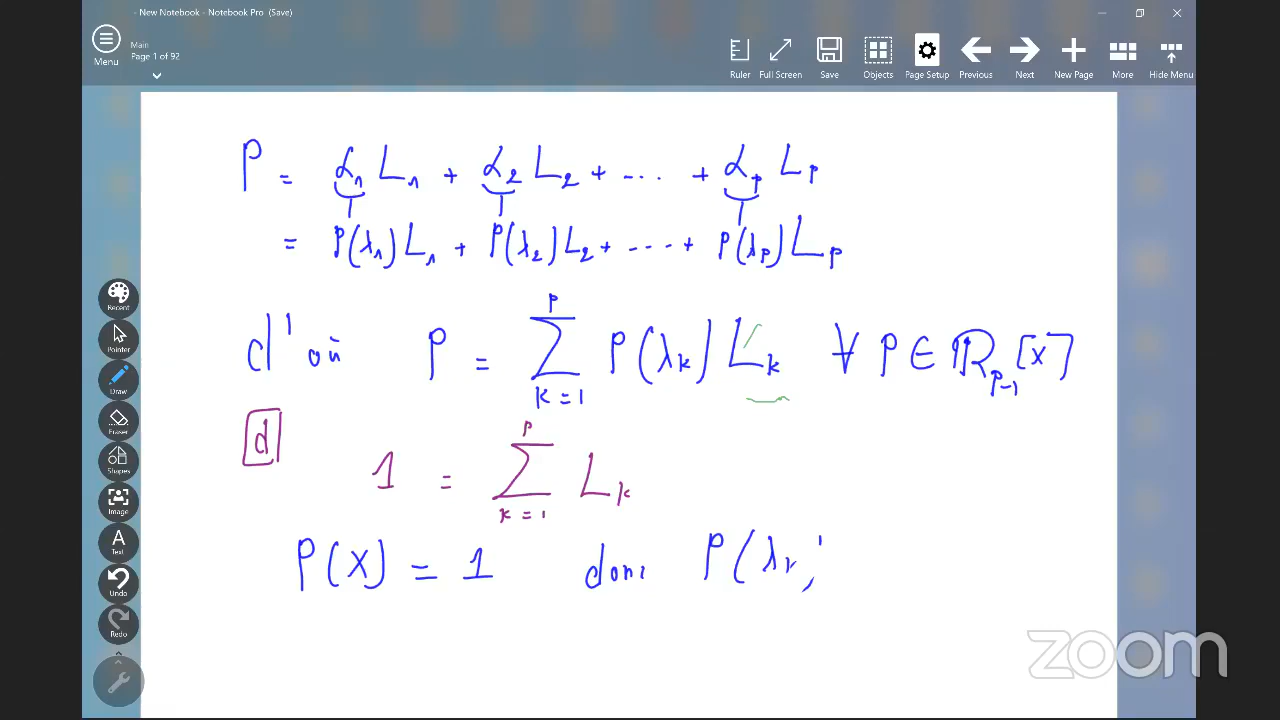 - New Notebook - Notebook Pro (Save)
Menu
Main
Page 1 of 92
Ruler
Full Screen
Save
Objects
Page Setup
Previous
Next
New Page
More
Hide Menu
P = α₁ L₁ + α₂ L₂ + ... + αₚ Lₚ
= P(λ₁) L₁ + P(λ₂) L₂ + .... + P(λₚ) Lₚ
d'où P = ∑_{k=1}^{p} P(λₖ) Lₖ ∀ P ∈ ℝ_{p-1}[X]
d
1 = ∑_{k=1}^{p} Lₖ
P(X) = 1 donc P(λₖ)
Recent
Pointer
Draw
Eraser
Shapes
Image
Text
Undo
Redo
zoom